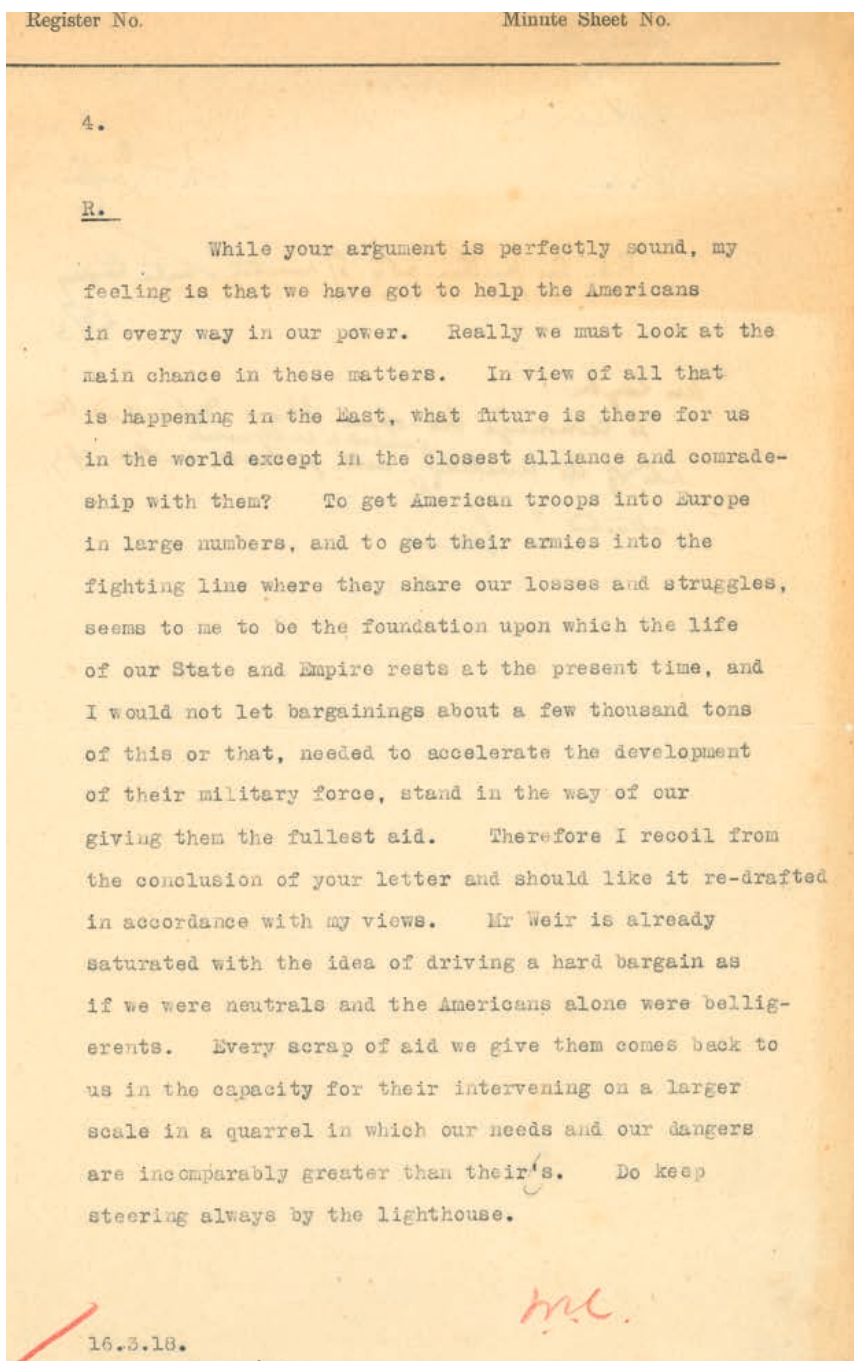 Register No. Minute Sheet No.
4.
R.
While your argument is perfectly sound, my
feeling is that we have got to help the Americans
in every way in our power. Really we must look at the
main chance in these matters. In view of all that
is happening in the East, what future is there for us
in the world except in the closest alliance and comrade-
ship with them? To get American troops into Europe
in large numbers, and to get their armies into the
fighting line where they share our losses and struggles,
seems to me to be the foundation upon which the life
of our State and Empire rests at the present time, and
I would not let bargainings about a few thousand tons
of this or that, needed to accelerate the development
of their military force, stand in the way of our
giving them the fullest aid. Therefore I recoil from
the conclusion of your letter and should like it re-drafted
in accordance with my views. Mr Weir is already
saturated with the idea of driving a hard bargain as
if we were neutrals and the Americans alone were bellig-
erents. Every scrap of aid we give them comes back to
us in the capacity for their intervening on a larger
scale in a quarrel in which our needs and our dangers
are incomparably greater than their's. Do keep
steering always by the lighthouse.
W.S.C.
16.3.18.